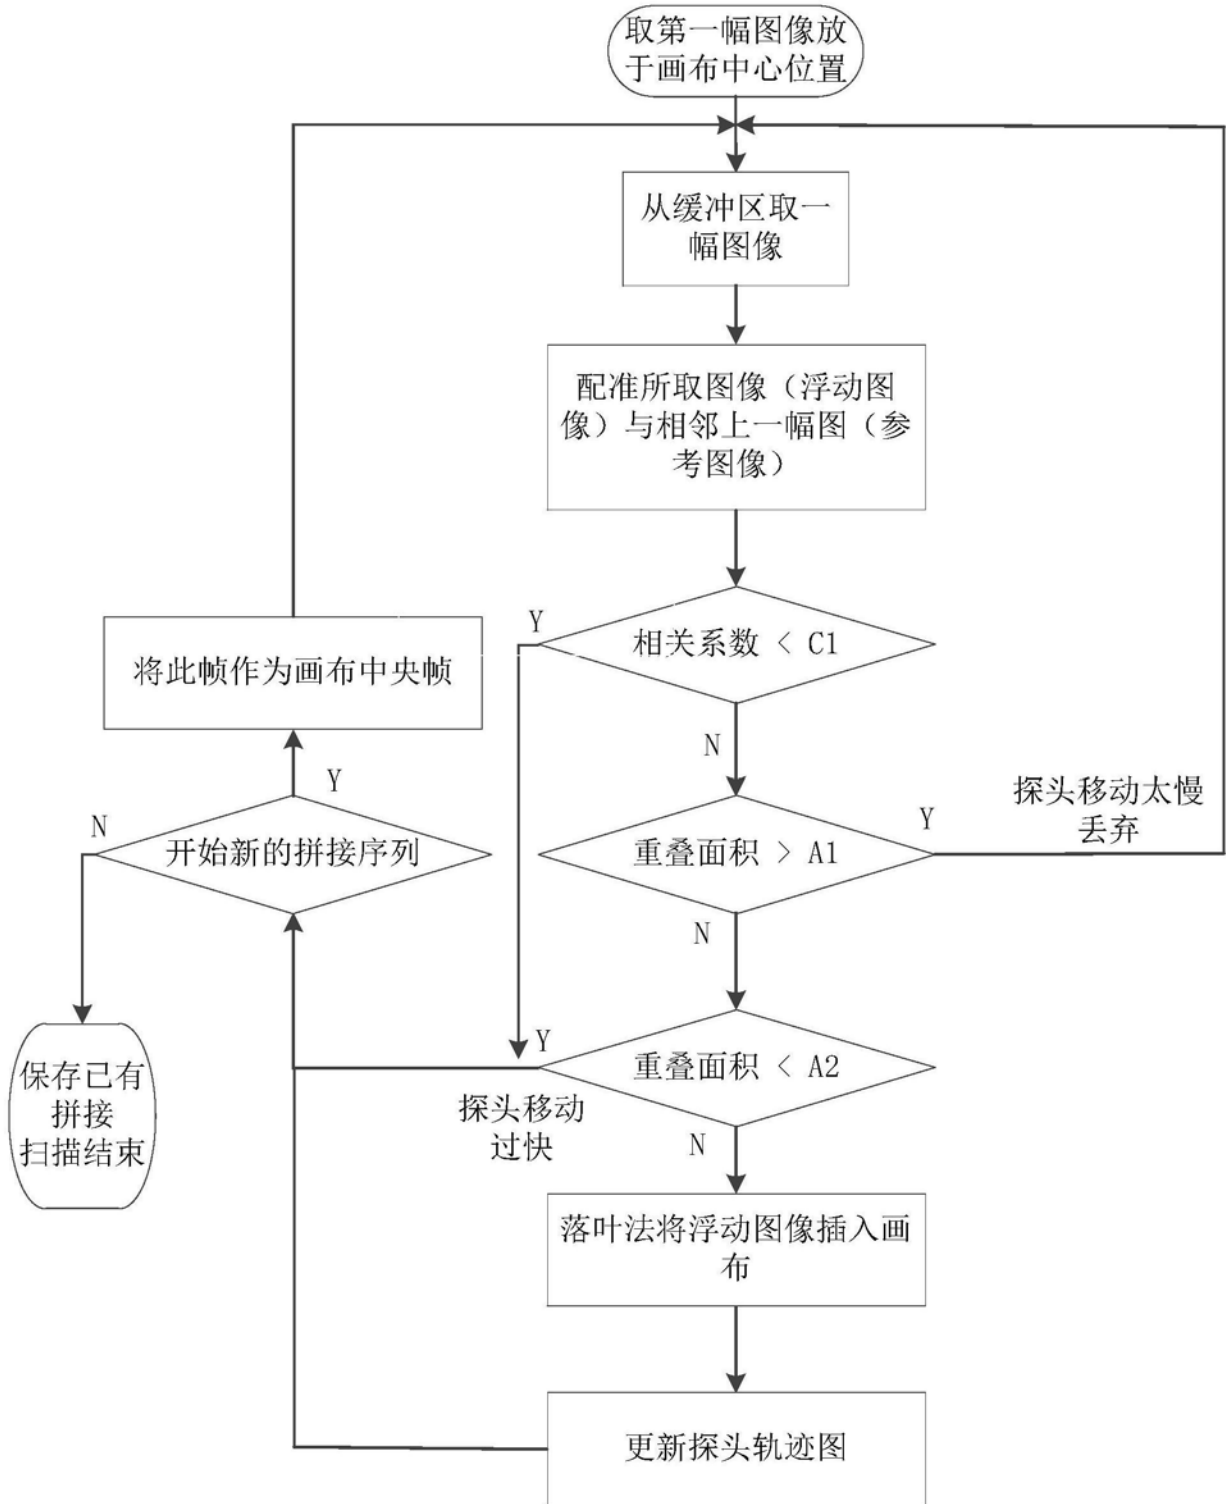 取第一幅图像放
于画布中心位置
从缓冲区取一
幅图像
配准所取图像（浮动图
像）与相邻上一幅图（参
考图像）
Y
相关系数 < C1
将此帧作为画布中央帧
N
Y
探头移动太慢
丢弃
N
开始新的拼接序列
重叠面积 > A1
Y
N
Y
重叠面积 < A2
保存已有
拼接
扫描结束
探头移动
过快
N
落叶法将浮动图像插入画
布
更新探头轨迹图